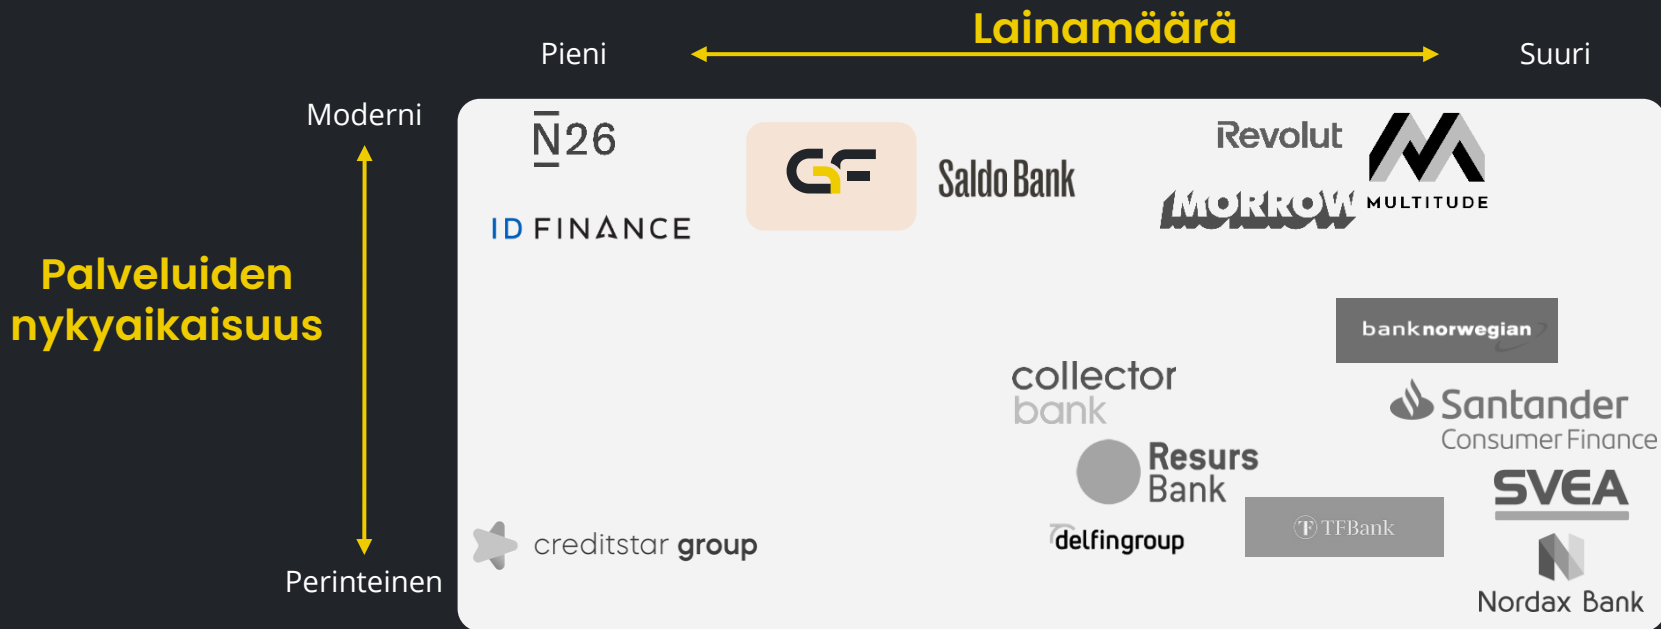 Lainamäärä
Pieni
Suuri
Moderni
Palveluiden
nykyaikaisuus
Perinteinen
N26
GF
Saldo Bank
Revolut
MULTITUDE
MORROW
ID FINANCE
banknorwegian
collector
bank
Santander
Consumer Finance
Resurs
Bank
SVEA
TFBank
delfingroup
creditstar group
Nordax Bank